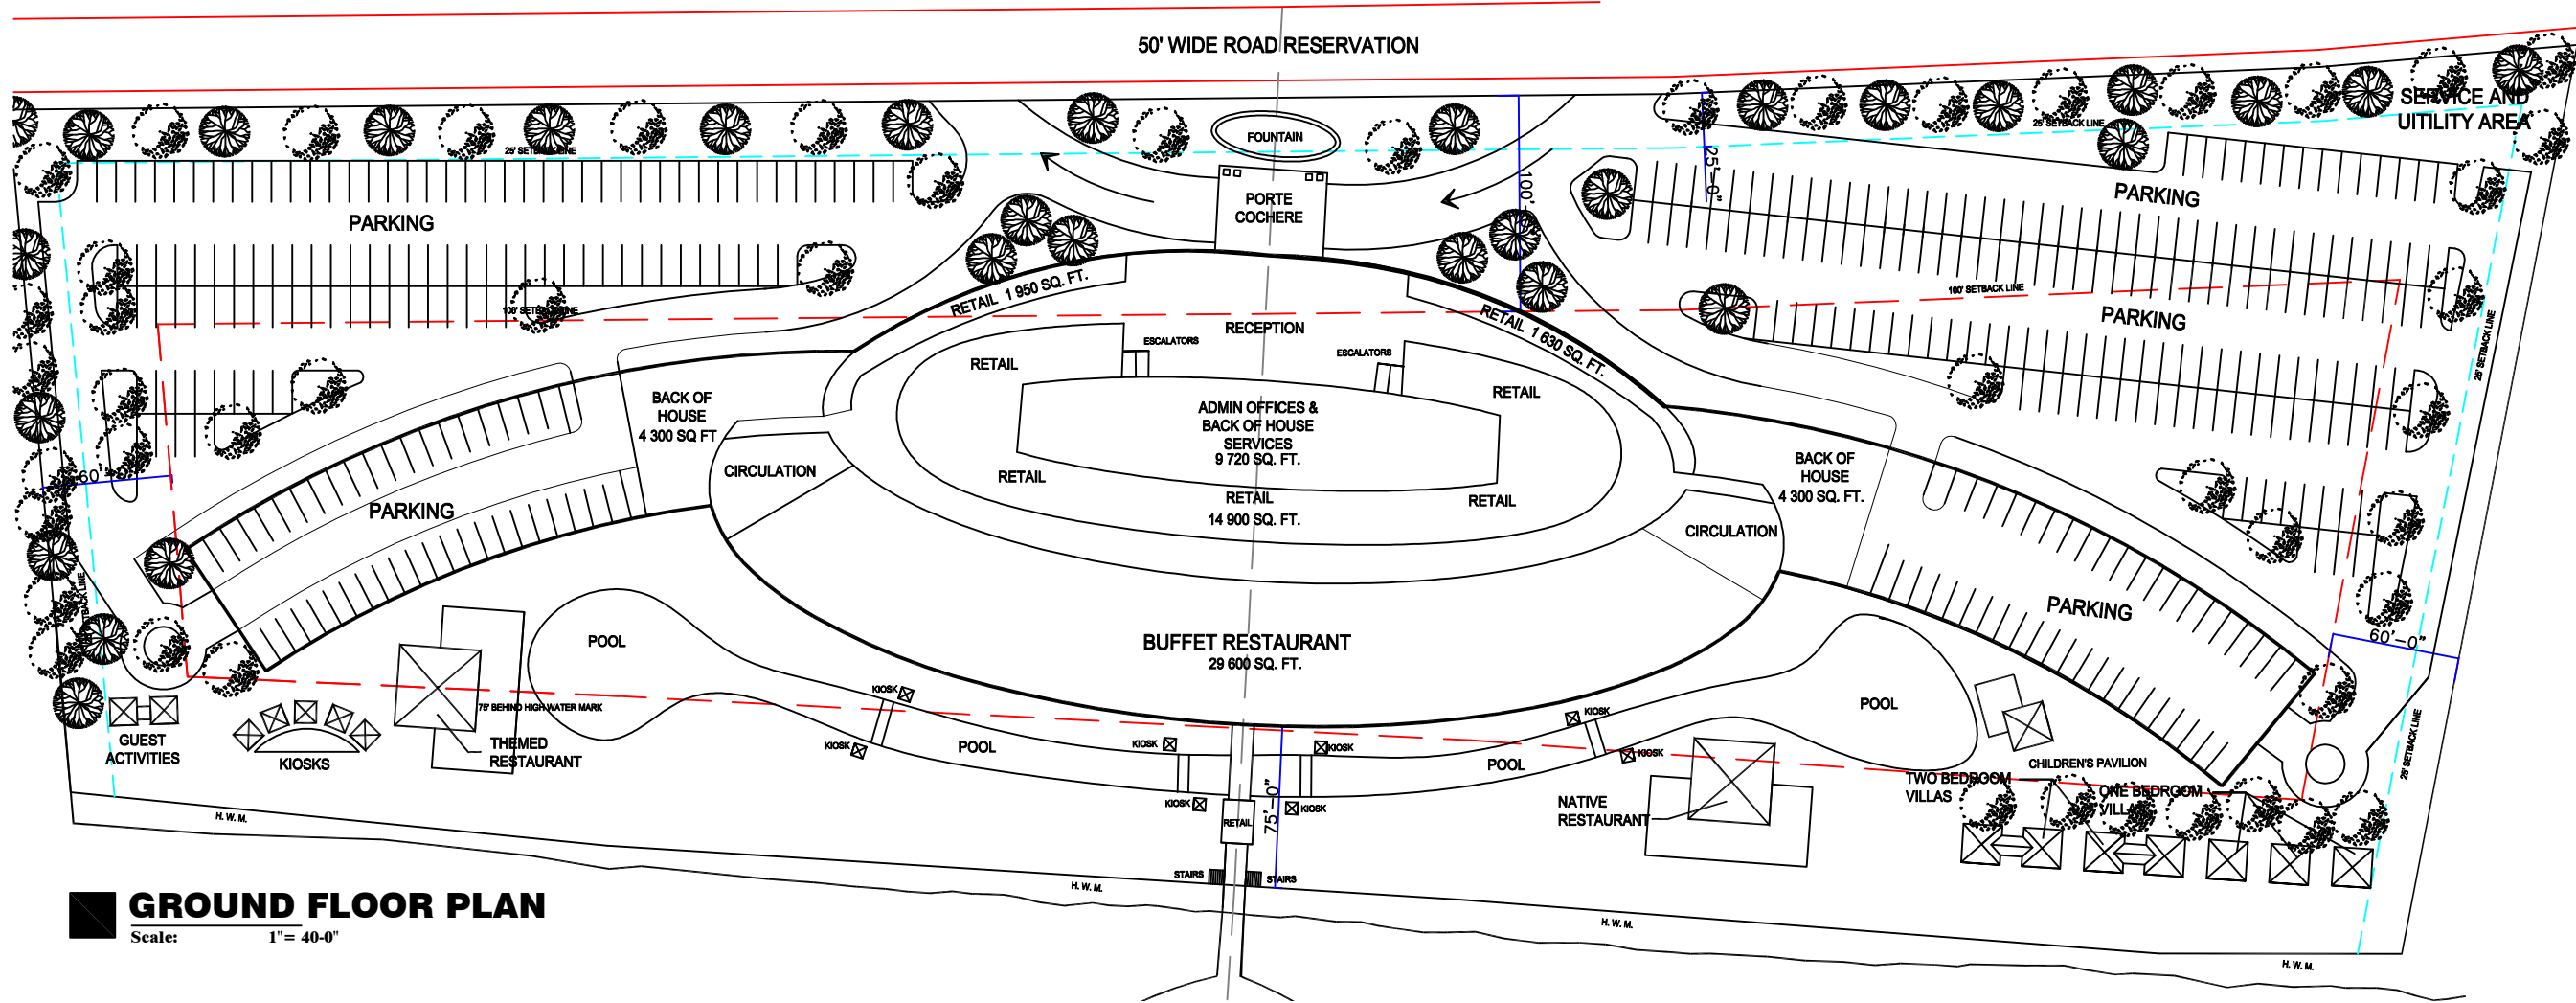 50' WIDE ROAD RESERVATION
SERVICE AND
UITILITY AREA
FOUNTAIN
25' SETBACK LINE
25' SETBACK LINE
100'-
25'-0"
PORTE
COCHERE
PARKING
PARKING
100' SETBACK LINE
100' SETBACK LINE
PARKING
RETAIL 1 950 SQ. FT.
RETAIL 1 630 SQ. FT.
RECEPTION
ESCALATORS
ESCALATORS
25' SETBACK LINE
RETAIL
RETAIL
BACK OF
HOUSE
4 300 SQ FT
ADMIN OFFICES &
BACK OF HOUSE
SERVICES
9 720 SQ. FT.
CIRCULATION
RETAIL
RETAIL
14 900 SQ. FT.
RETAIL
BACK OF
HOUSE
4 300 SQ. FT.
60'-
PARKING
CIRCULATION
PARKING
60'-0"
BACK LINE
POOL
BUFFET RESTAURANT
29 600 SQ. FT.
KIOSK
75' BEHIND HIGH WATER MARK
KIOSK
POOL
25' SETBACK LINE
GUEST
ACTIVITIES
KIOSKS
THEMED
RESTAURANT
KIOSK
POOL
KIOSK
KIOSK
KIOSK
POOL
CHILDREN'S PAVILION
TWO BEDROOM
VILLAS
ONE BEDROOM
VILLA
KIOSK
KIOSK
75'-0"
RETAIL
NATIVE
RESTAURANT
H. W. M.
STAIRS
STAIRS
H. W. M.
H. W. M.
H. W. M.
GROUND FLOOR PLAN
Scale: 1"= 40-0"